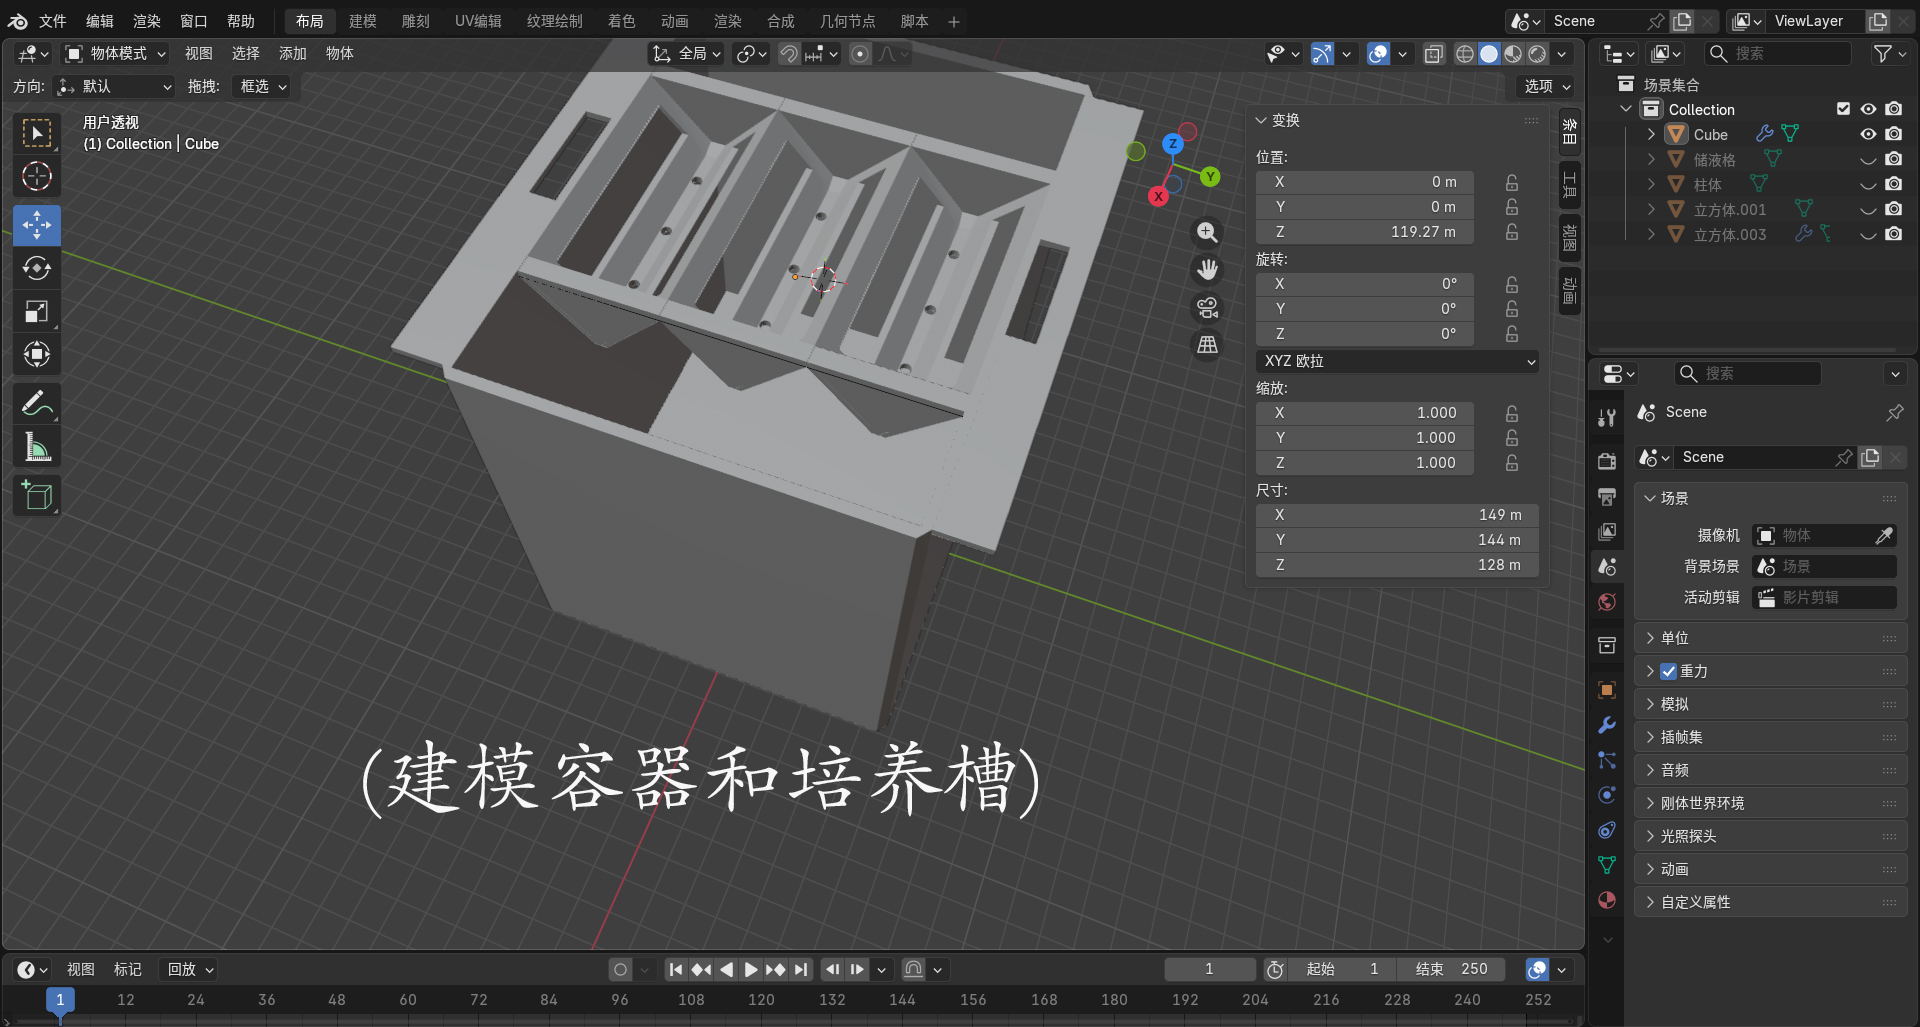 文件 编辑 渲染 窗口 帮助 布局 建模 雕刻 UV编辑 纹理绘制 着色 动画 渲染 合成 几何节点 脚本 + Scene ViewLayer
物体模式 视图 选择 添加 物体 全局 搜索
方向: 默认 拖拽: 框选 选项
用户透视
(1) Collection | Cube
Z
Y
X
变换
位置:
X 0 m
Y 0 m
Z 119.27 m
旋转:
X 0°
Y 0°
Z 0°
XYZ 欧拉
缩放:
X 1.000
Y 1.000
Z 1.000
尺寸:
X 149 m
Y 144 m
Z 128 m
条目
工具
视图
动画
场景集合
Collection
Cube
储液格
柱体
立方体.001
立方体.003
搜索
Scene
Scene
场景
摄像机 物体
背景场景 场景
活动剪辑 影片剪辑
单位
重力
模拟
插帧集
音频
刚体世界环境
光照探头
动画
自定义属性
(建模容器和培养槽)
视图 标记 回放 1 起始 1 结束 250
1 12 24 36 48 60 72 84 96 108 120 132 144 156 168 180 192 204 216 228 240 252